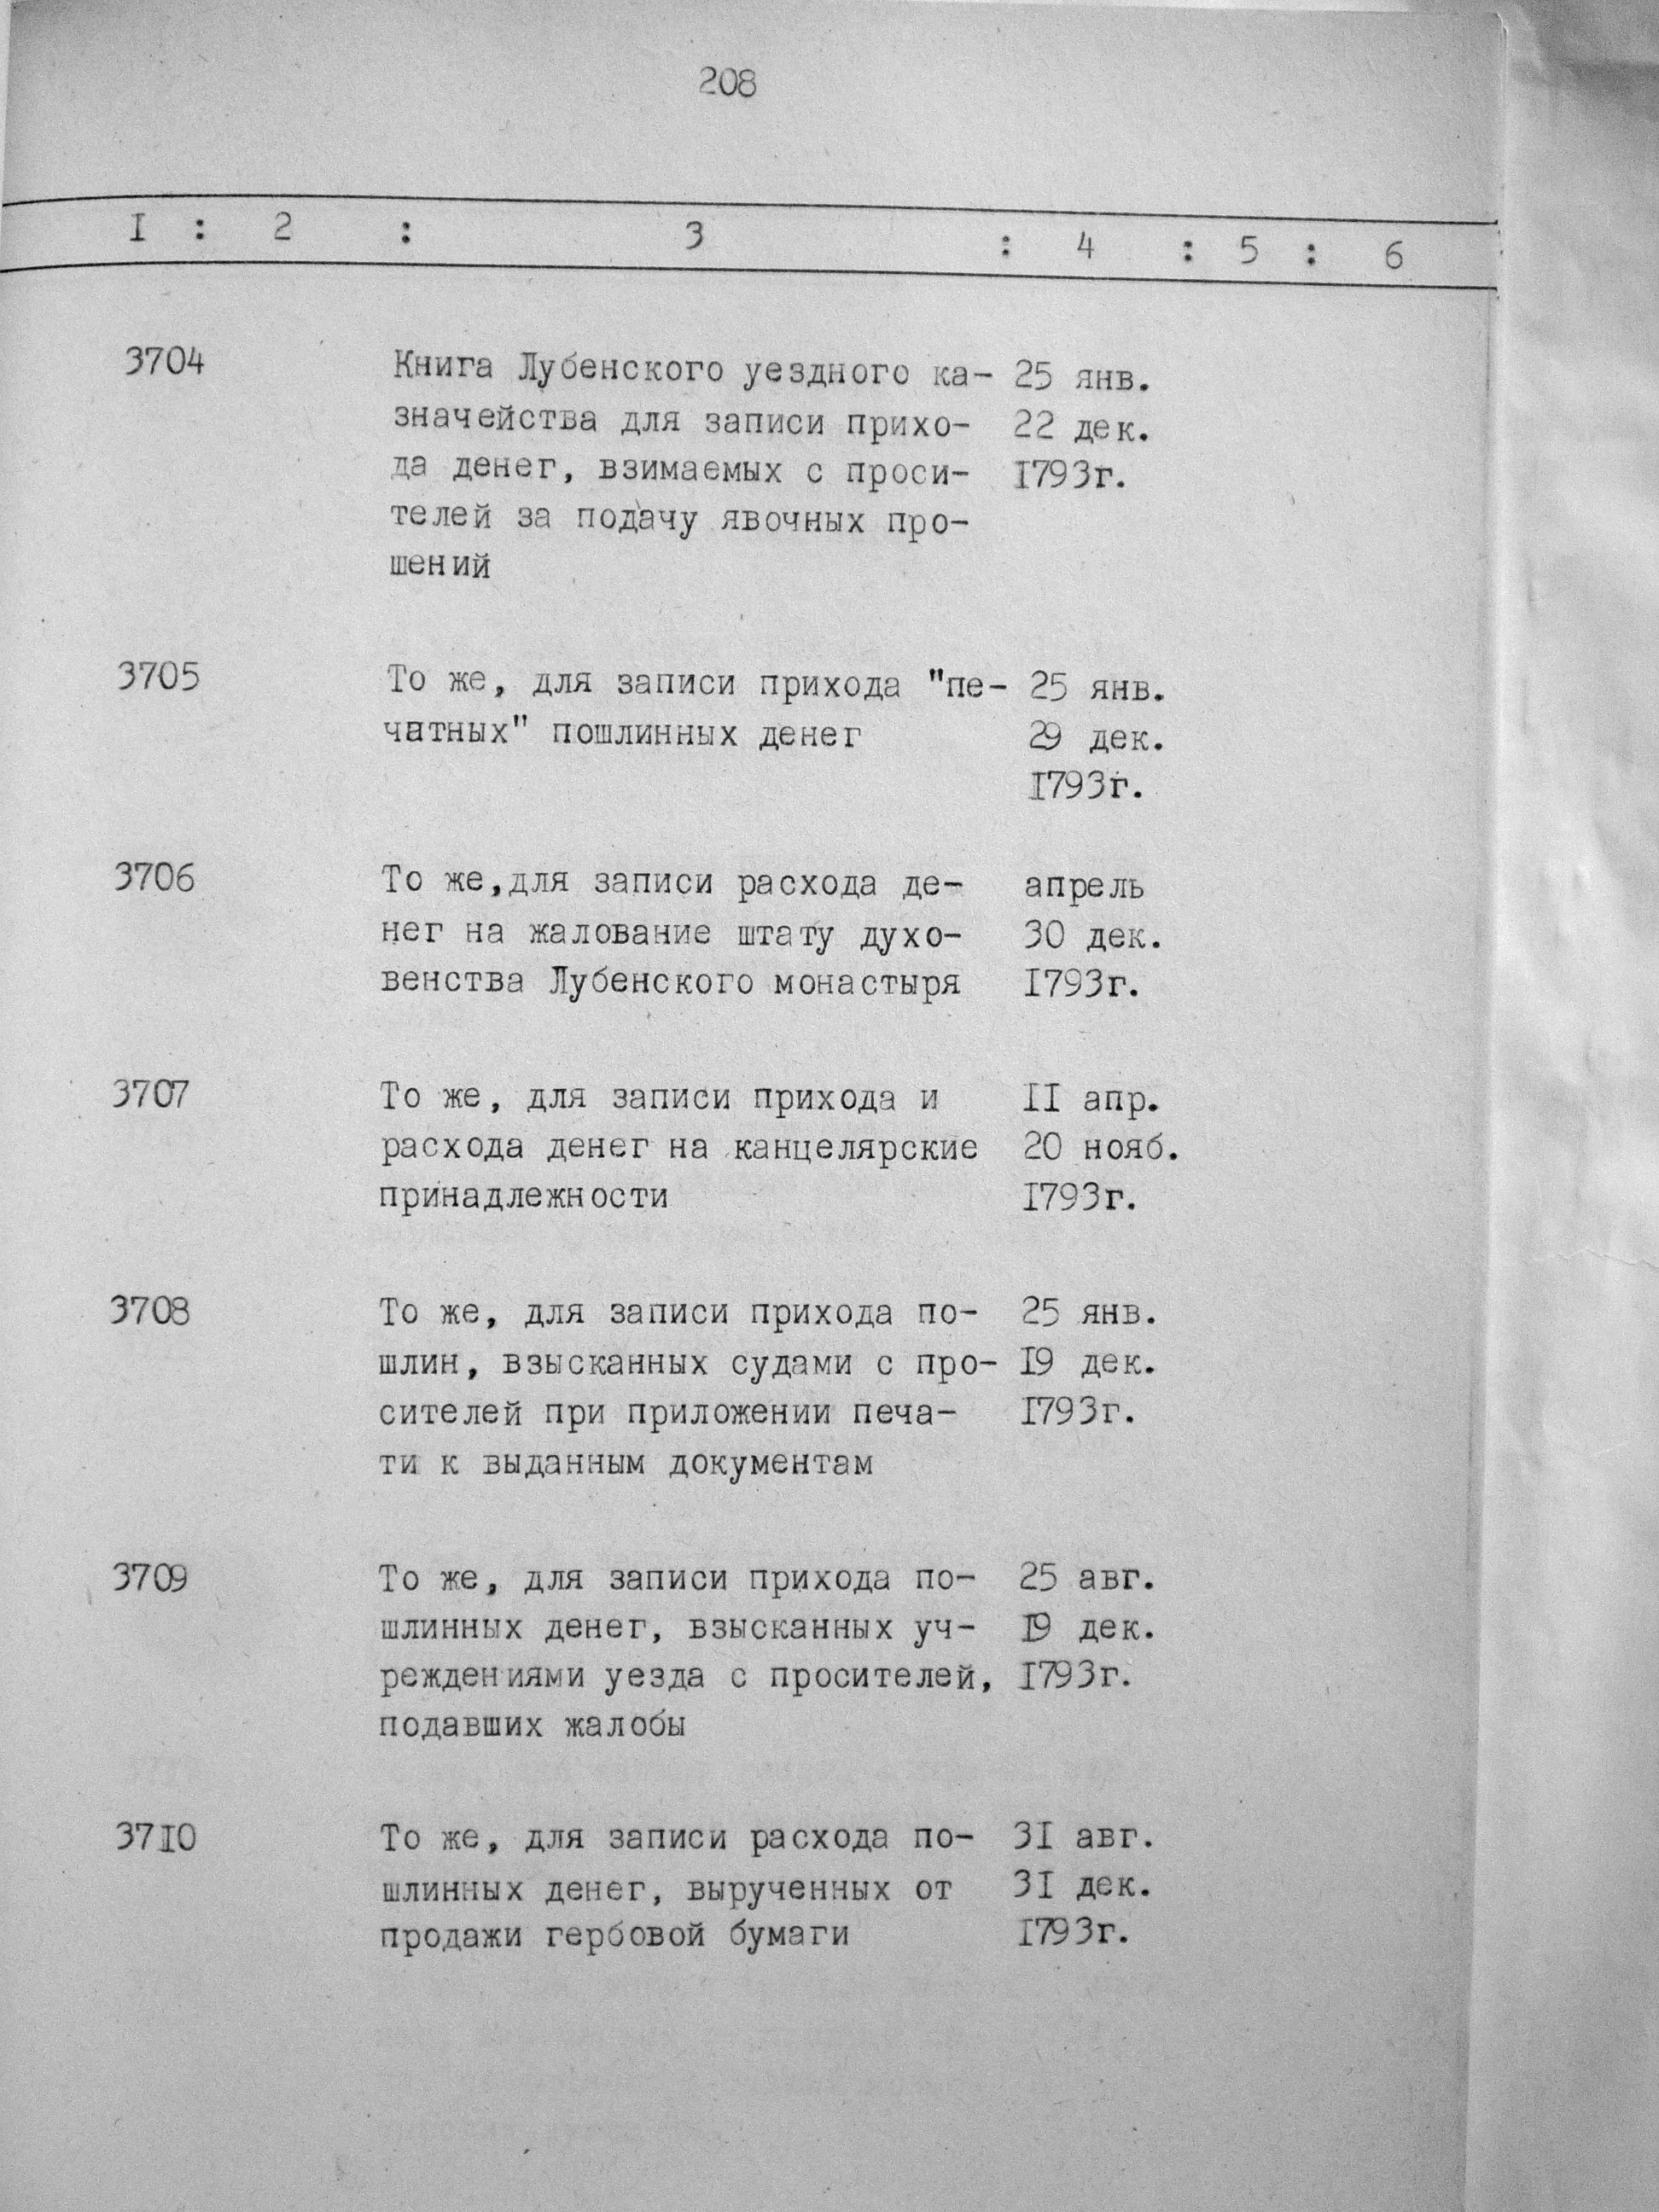 208
I : 2 : 3 : 4 : 5 : 6
3704 Книга Лубенского уездного ка- 25 янв.
значейства для записи прихо- 22 дек.
да денег, взимаемых с проси- I793г.
телей за подачу явочных про-
шений
3705 То же, для записи прихода "пе- 25 янв.
чатных" пошлинных денег 29 дек.
I793г.
3706 То же,для записи расхода де- апрель
нег на жалование штату духо- 30 дек.
венства Лубенского монастыря I793г.
3707 То же, для записи прихода и II апр.
расхода денег на канцелярские 20 нояб.
принадлежности I793г.
3708 То же, для записи прихода по- 25 янв.
шлин, взысканных судами с про- I9 дек.
сителей при приложении печа- I793г.
ти к выданным документам
3709 То же, для записи прихода по- 25 авг.
шлинных денег, взысканных уч- I9 дек.
реждениями уезда с просителей, I793г.
подавших жалобы
37I0 То же, для записи расхода по- 3I авг.
шлинных денег, вырученных от 3I дек.
продажи гербовой бумаги I793г.